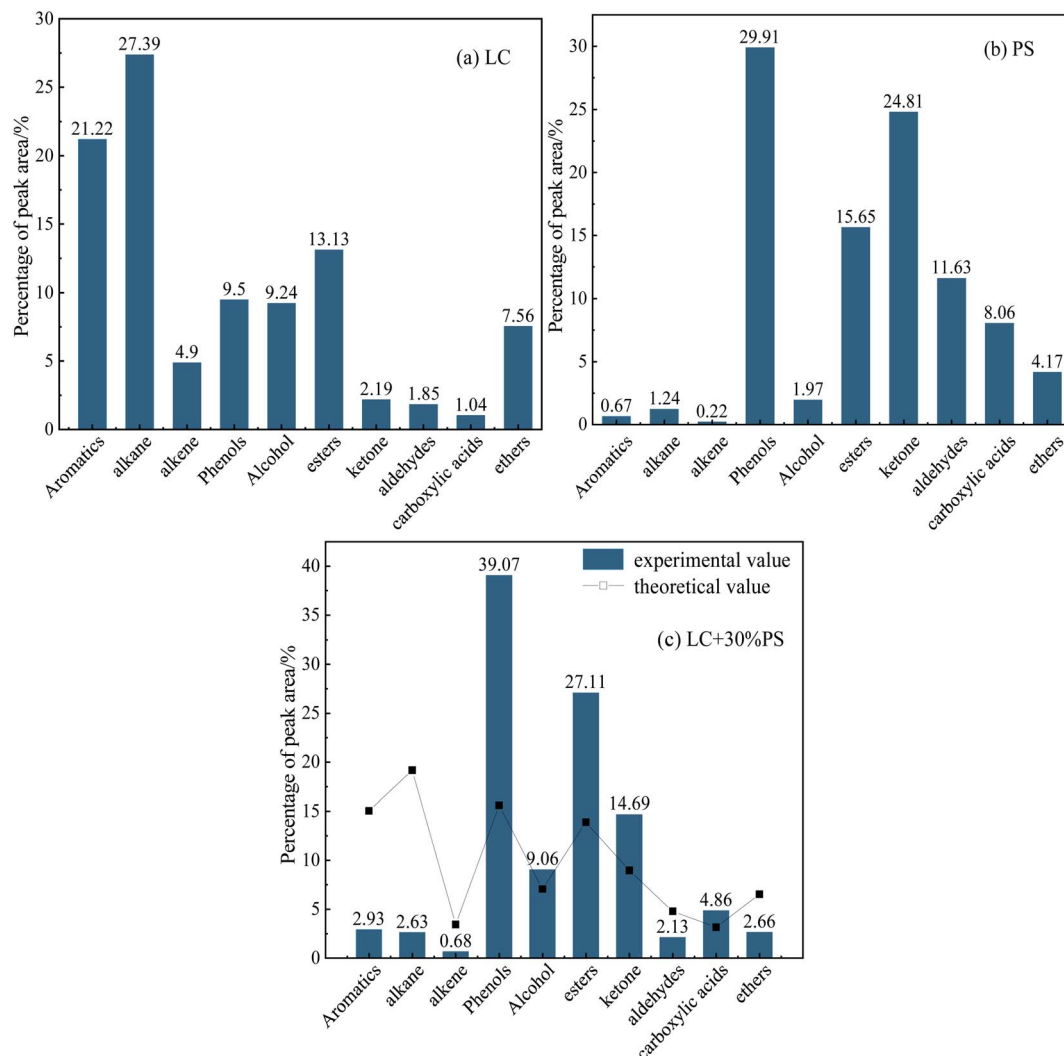 30
25
20
15
10
5
0
Percentage of peak area/%
(a) LC
21.22
27.39
4.9
9.5
9.24
13.13
2.19
1.85
1.04
7.56
Aromatics
alkane
alkene
Phenols
Alcohol
esters
ketone
aldehydes
carboxylic acids
ethers
30
25
20
15
10
5
0
Percentage of peak area/%
(b) PS
0.67
1.24
0.22
29.91
1.97
15.65
24.81
11.63
8.06
4.17
Aromatics
alkane
alkene
Phenols
Alcohol
esters
ketone
aldehydes
carboxylic acids
ethers
40
35
30
25
20
15
10
5
0
Percentage of peak area/%
experimental value
theoretical value
(c) LC+30%PS
2.93
2.63
0.68
39.07
9.06
27.11
14.69
2.13
4.86
2.66
Aromatics
alkane
alkene
Phenols
Alcohol
esters
ketone
aldehydes
carboxylic acids
ethers